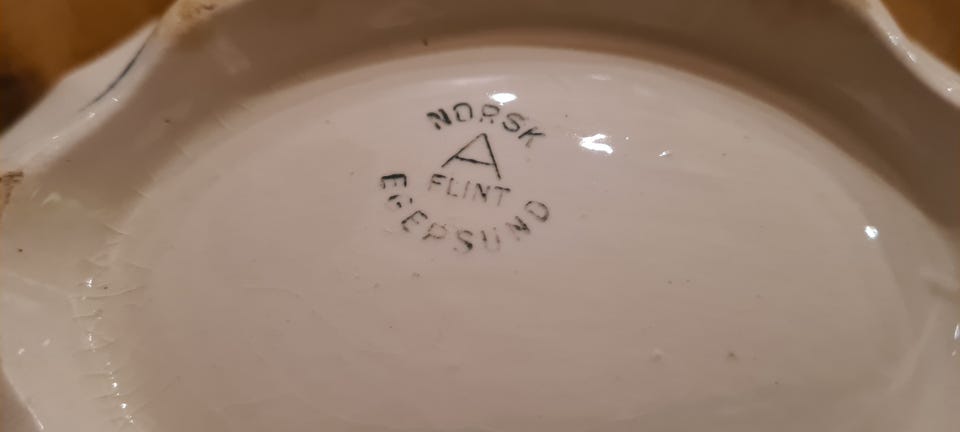 NORSK
A
FLINT
EGERSUND